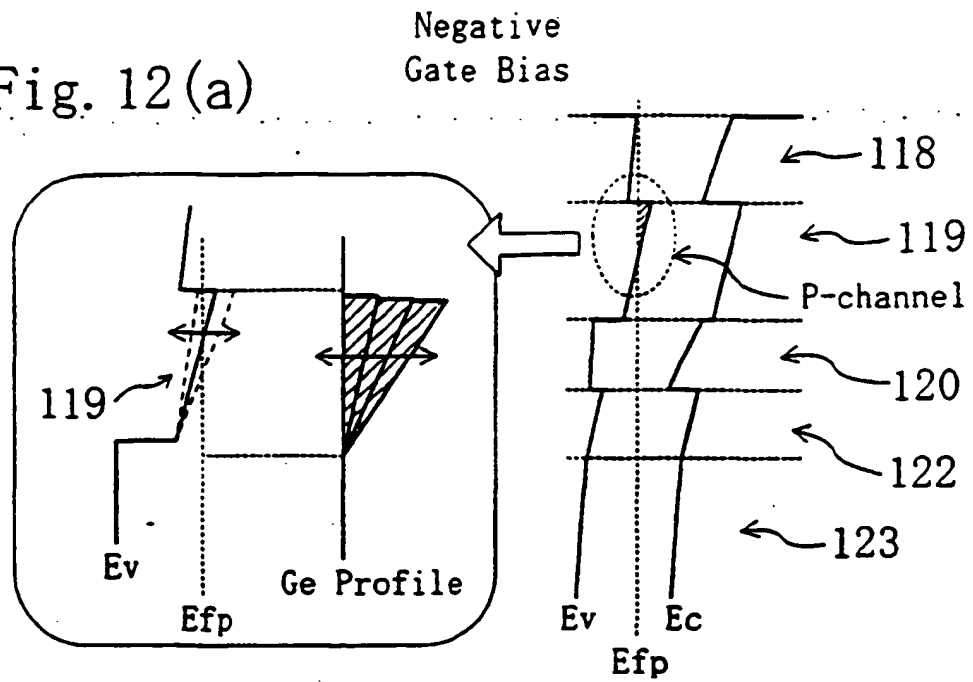 Negative
Gate Bias
Fig. 12(a)
118
119
P-channel
120
122
123
119
Ev
Efp
Ge Profile
Ev
Ec
Efp